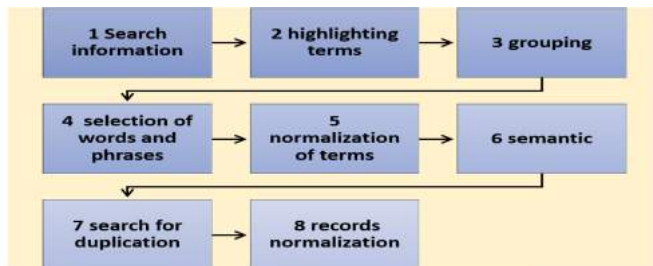 1 Search
information
2 highlighting
terms
3 grouping
4 selection of
words and
phrases
5
normalization
of terms
6 semantic
7 search for
duplication
8 records
normalization